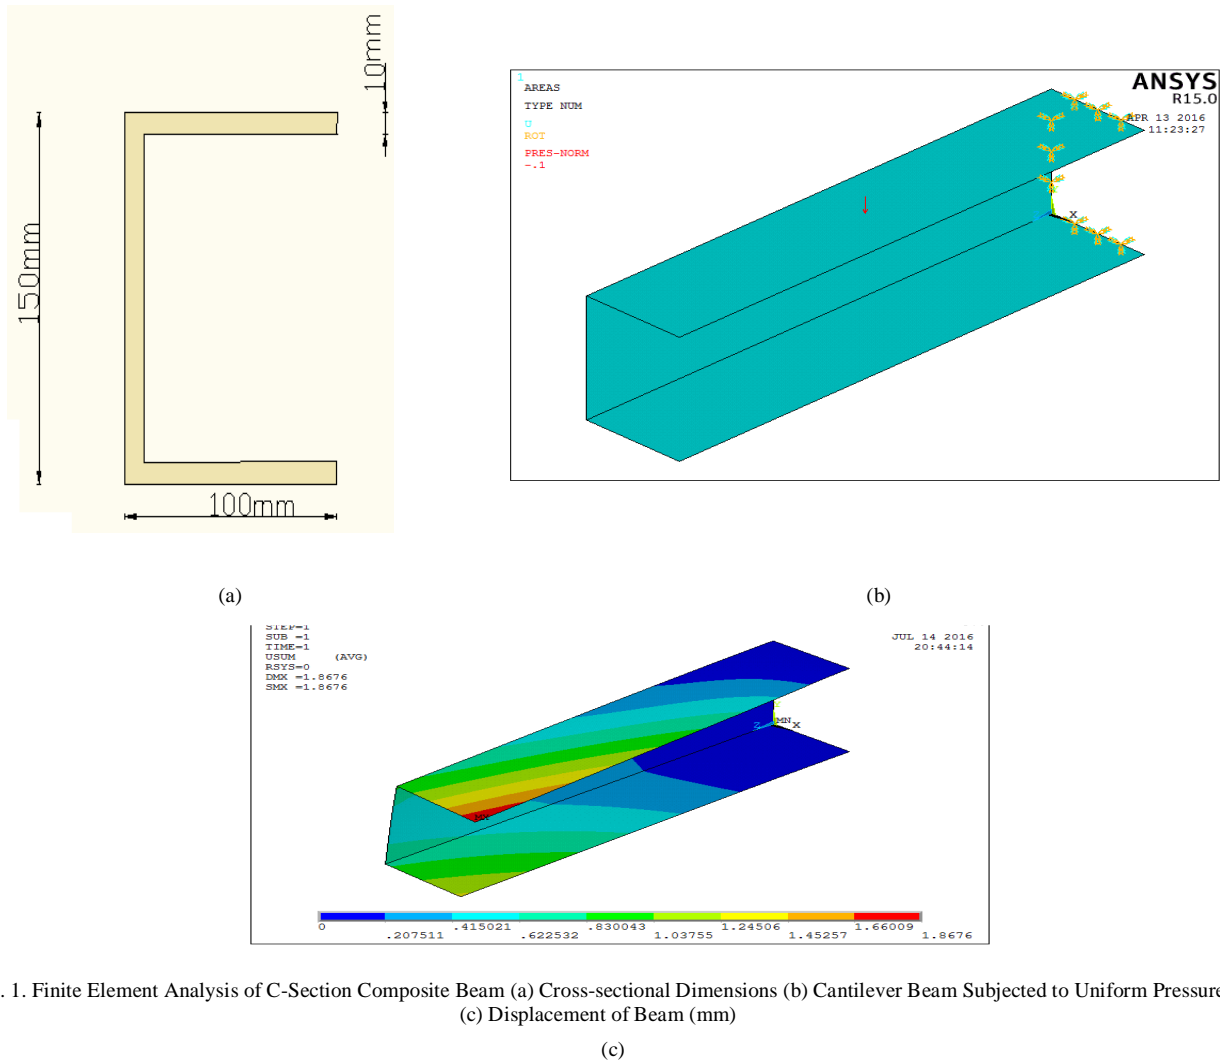 10mm
150mm
100mm
(a)
1
AREAS
TYPE NUM
U
ROT
PRES-NORM
-.1
ANSYS
R15.0
APR 13 2016
11:23:27
X
(b)
STEP=1
SUB =1
TIME=1
USUM (AVG)
RSYS=0
DMX =1.8676
SMX =1.8676
JUL 14 2016
20:44:14
Y
Z MN X
MX
0 .207511 .415021 .622532 .830043 1.03755 1.24506 1.45257 1.66009 1.8676
. 1. Finite Element Analysis of C-Section Composite Beam (a) Cross-sectional Dimensions (b) Cantilever Beam Subjected to Uniform Pressure
(c) Displacement of Beam (mm)
(c)